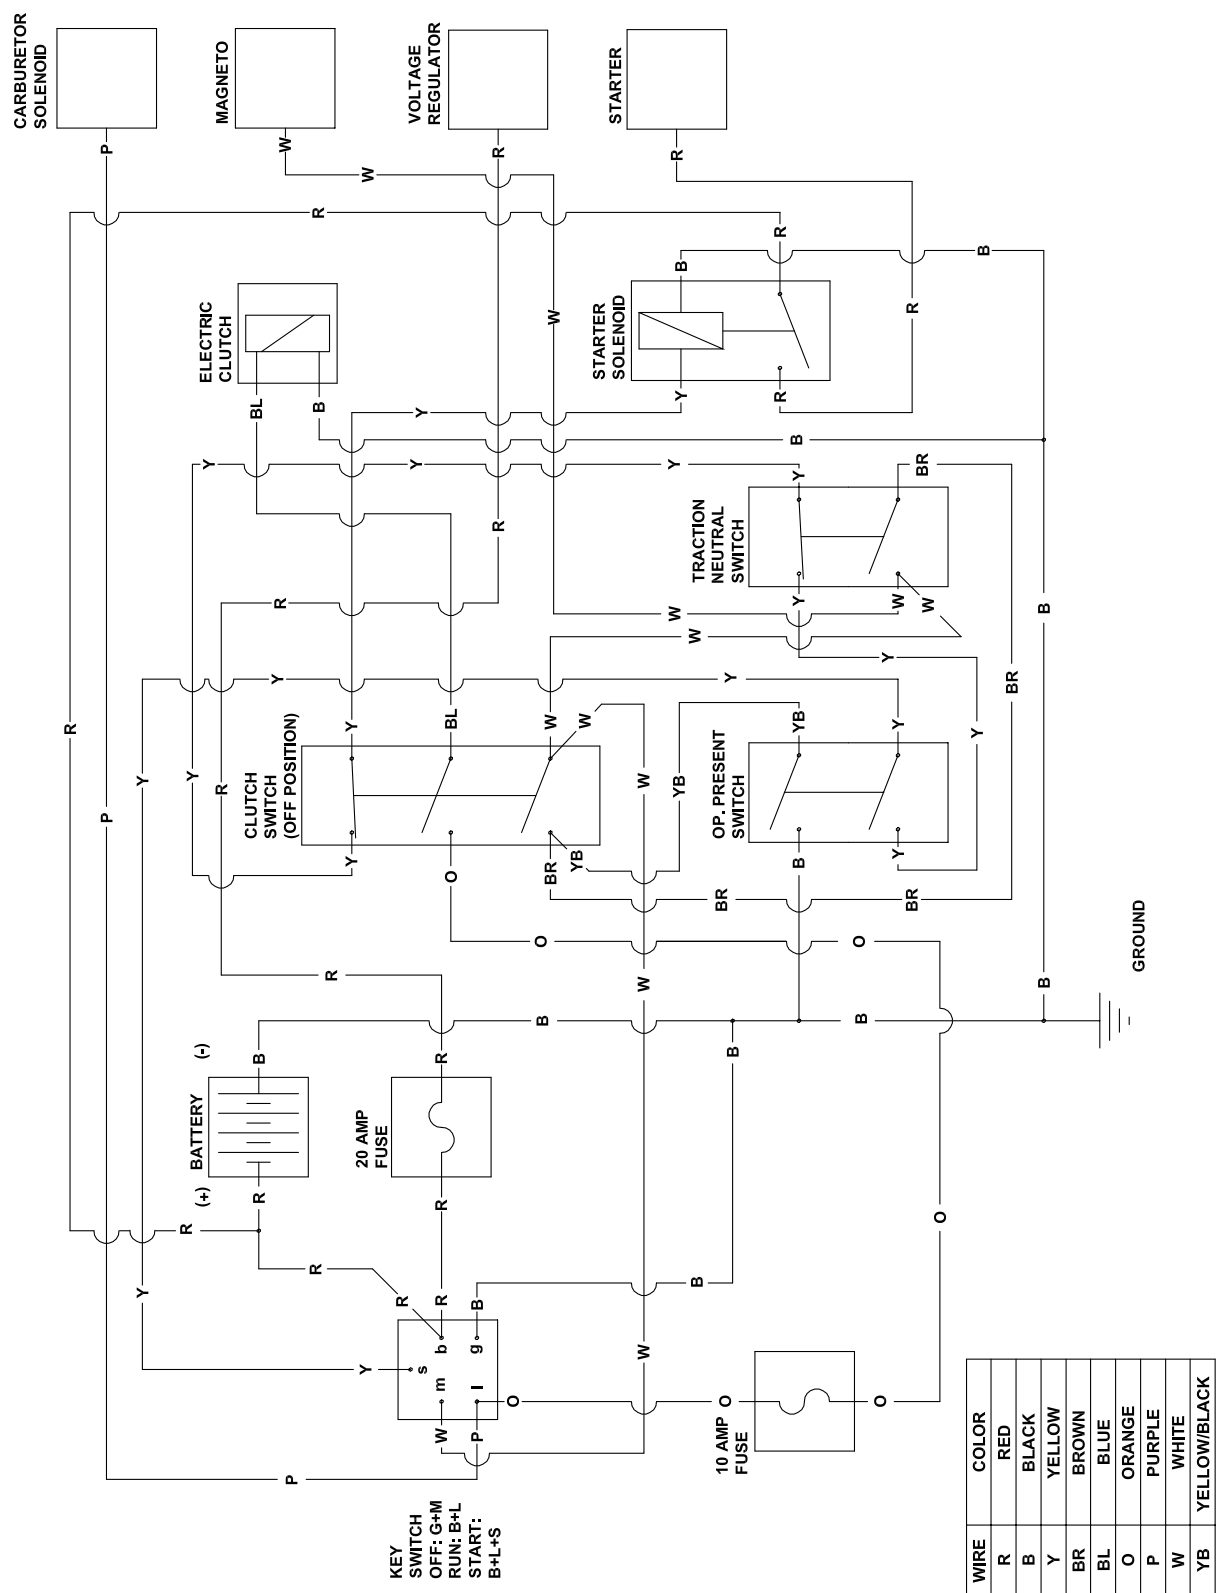 CARBURETOR
SOLENOID
R
P
P
Y
Y
R
Y
(+)
BATTERY
(-)
Y
ELECTRIC
CLUTCH
MAGNETO
R
R
B
BL
CLUTCH
SWITCH
(OFF POSITION)
P
Y
R
W
R
B
R
R
Y
Y
Y
W
20 AMP
FUSE
KEY
SWITCH
OFF: G+M
RUN: B+L
START:
B+L+S
R
Y
Y
VOLTAGE
REGULATOR
s
W
m
b
R
R
R
O
BL
P
l
g
B
R
R
O
O
B
BR
W
W
YB
W
STARTER
SOLENOID
STARTER
W
W
W
Y
W
YB
Y
B
R
W
B
TRACTION
NEUTRAL
SWITCH
OP. PRESENT
SWITCH
10 AMP
FUSE
O
BR
Y
B
R
R
B
B
YB
Y
Y
O
B
O
Y
Y
Y
W
BR
R
BR
W
O
Y
B
BR
B
B
GROUND
WIRE COLOR
R RED
B BLACK
Y YELLOW
BR BROWN
BL BLUE
O ORANGE
P PURPLE
W WHITE
YB YELLOW/BLACK